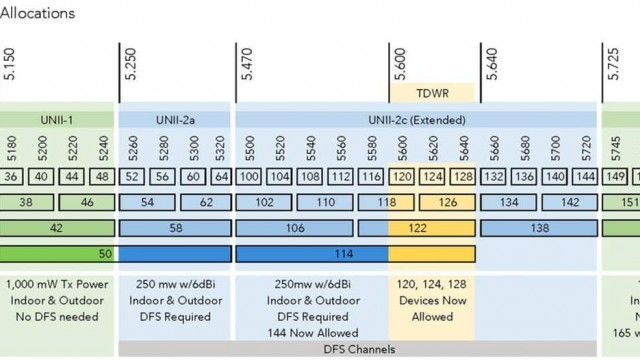 Allocations
5.150 5.250 5.470 5.600 5.640 5.725
TDWR
UNII-1 UNII-2a UNII-2c (Extended)
5180 5200 5220 5240 5260 5280 5300 5320 5500 5520 5540 5560 5580 5600 5620 5640 5660 5680 5700 5720 5745
36 40 44 48 52 56 60 64 100 104 108 112 116 120 124 128 132 136 140 144 149
38 46 54 62 102 110 118 126 134 142 151
42 58 106 122 138
50 114
1,000 mW Tx Power
Indoor & Outdoor
No DFS needed
250 mw w/6dBi
Indoor & Outdoor
DFS Required
250mw w/6dBi
Indoor & Outdoor
DFS Required
144 Now Allowed
120, 124, 128
Devices Now
Allowed
165 w
DFS Channels